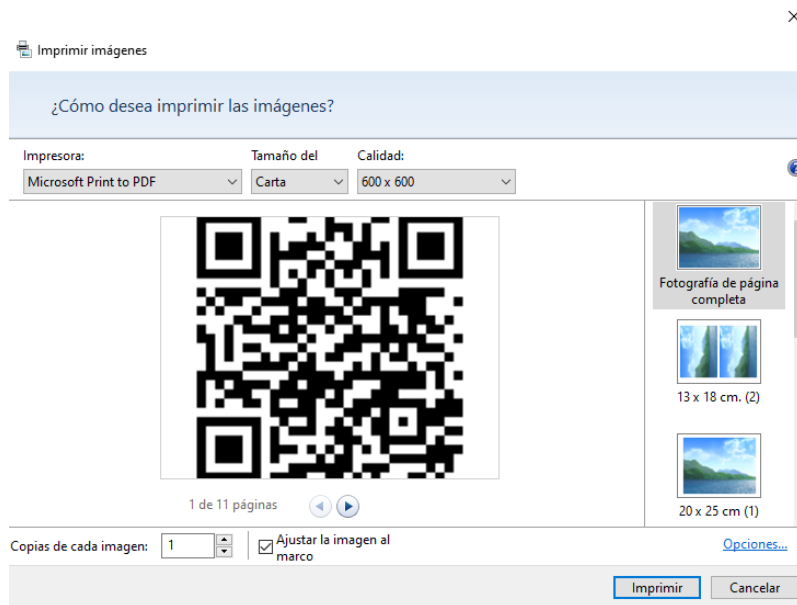 Imprimir imágenes
¿Cómo desea imprimir las imágenes?
Impresora:
Tamaño del
Calidad:
Microsoft Print to PDF
Carta
600 x 600
Fotografía de página
completa
13 x 18 cm. (2)
20 x 25 cm (1)
1 de 11 páginas
Copias de cada imagen:
1
Ajustar la imagen al
marco
Opciones...
Imprimir
Cancelar